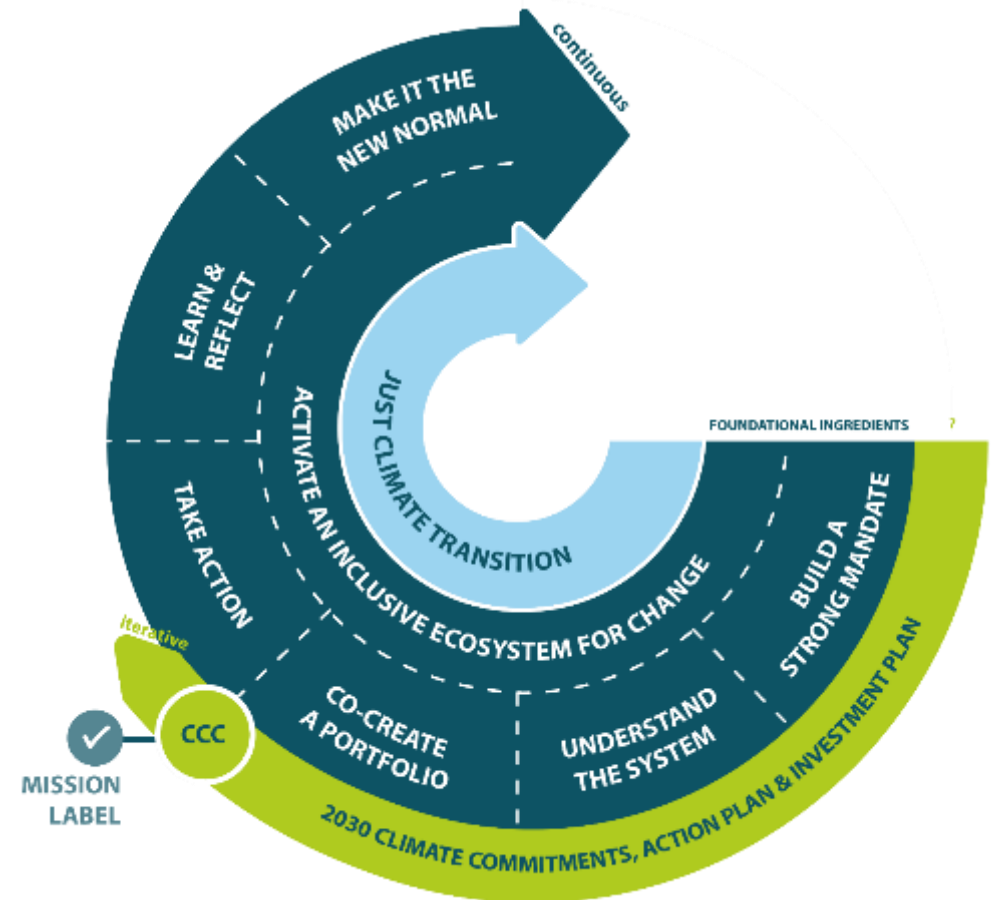 continuous
MAKE IT THE
NEW NORMAL
LEARN &
REFLECT
TAKE ACTION
ACTIVATE AN INCLUSIVE ECOSYSTEM FOR CHANGE
JUST CLIMATE TRANSITION
FOUNDATIONAL INGREDIENTS
?
BUILD A
STRONG MANDATE
UNDERSTAND
THE SYSTEM
CO-CREATE
A PORTFOLIO
iterative
CCC
MISSION
LABEL
2030 CLIMATE COMMITMENTS, ACTION PLAN & INVESTMENT PLAN